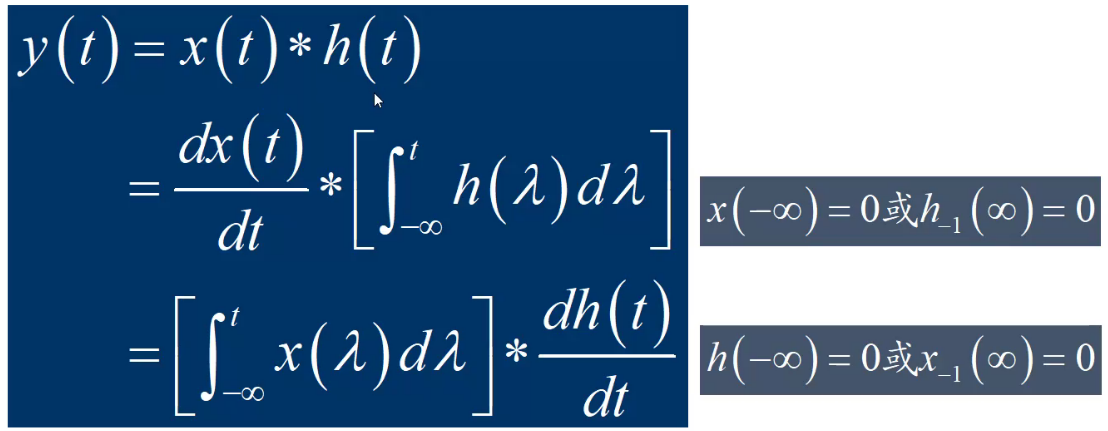 y(t) = x(t) * h(t)
= dx(t)/dt * [∫_{-∞}^{t} h(λ)dλ]
x(-∞) = 0或h_{-1}(∞) = 0
= [∫_{-∞}^{t} x(λ)dλ] * dh(t)/dt
h(-∞) = 0或x_{-1}(∞) = 0